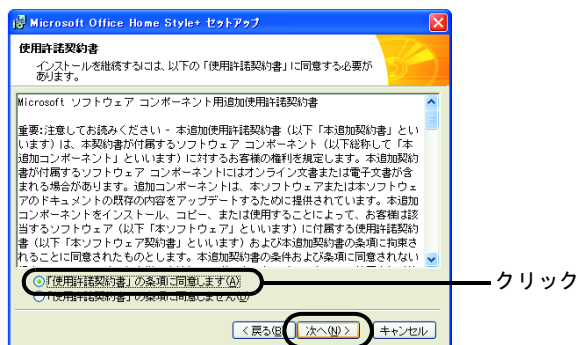 Microsoft Office Home Style+ セットアップ
使用許諾契約書
インストールを継続するには、以下の「使用許諾契約書」に同意する必要が
あります。
Microsoft ソフトウェア コンポーネント用追加使用許諾契約書
重要:注意してお読みください - 本追加使用許諾契約書 (以下「本追加契約書」とい
います) は、本契約書が付属するソフトウェア コンポーネント (以下総称して「本
追加コンポーネント」といいます) に対するお客様の権利を規定します。本追加契約
書が付属するソフトウェア コンポーネントにはオンライン文書または電子文書が含
まれる場合があります。追加コンポーネントは、本ソフトウェアまたは本ソフトウェ
アのドキュメントの既存の内容をアップデートするために提供されています。本追加
コンポーネントをインストール、コピー、または使用することによって、お客様は該
当するソフトウェア (以下「本ソフトウェア」といいます) に付属する使用許諾契約
書 (以下「本ソフトウェア契約書」といいます) および本追加契約書の条項に拘束さ
れることに同意されたものとします。本追加契約書の条件および条項に同意されない
「使用許諾契約書」の条項に同意します(A)
「使用許諾契約書」の条項に同意しません(D)
クリック
< 戻る(B)
次へ(N) >
キャンセル